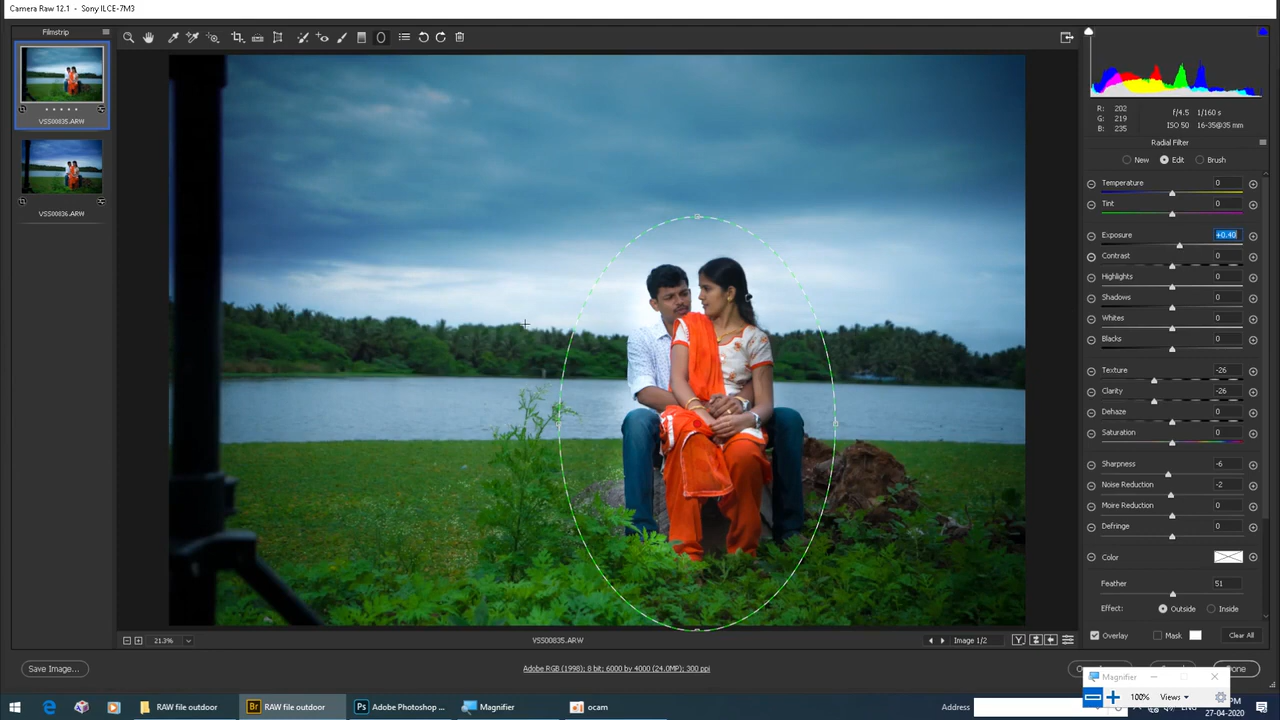 Camera Raw 12.1 - Sony ILCE-7M3
Filmstrip
VSS00835.ARW
VSS00836.ARW
R: 202
G: 219
B: 235
f/4.5 1/160 s
ISO 50 16-35@35 mm
Radial Filter
New Edit Brush
Temperature 0
Tint 0
Exposure +0.40
Contrast 0
Highlights 0
Shadows 0
Whites 0
Blacks 0
Texture -26
Clarity -26
Dehaze 0
Saturation 0
Sharpness -6
Noise Reduction -2
Moire Reduction 0
Defringe 0
Color
Feather 51
Effect: Outside Inside
Overlay Mask Clear All
21.3% VSS00835.ARW Image 1/2
Save Image... Adobe RGB (1998); 8 bit; 6000 by 4000 (24.0MP); 300 ppi
Magnifier
100% Views
RAW file outdoor RAW file outdoor Adobe Photoshop ... Magnifier ocam Address
27-04-2020